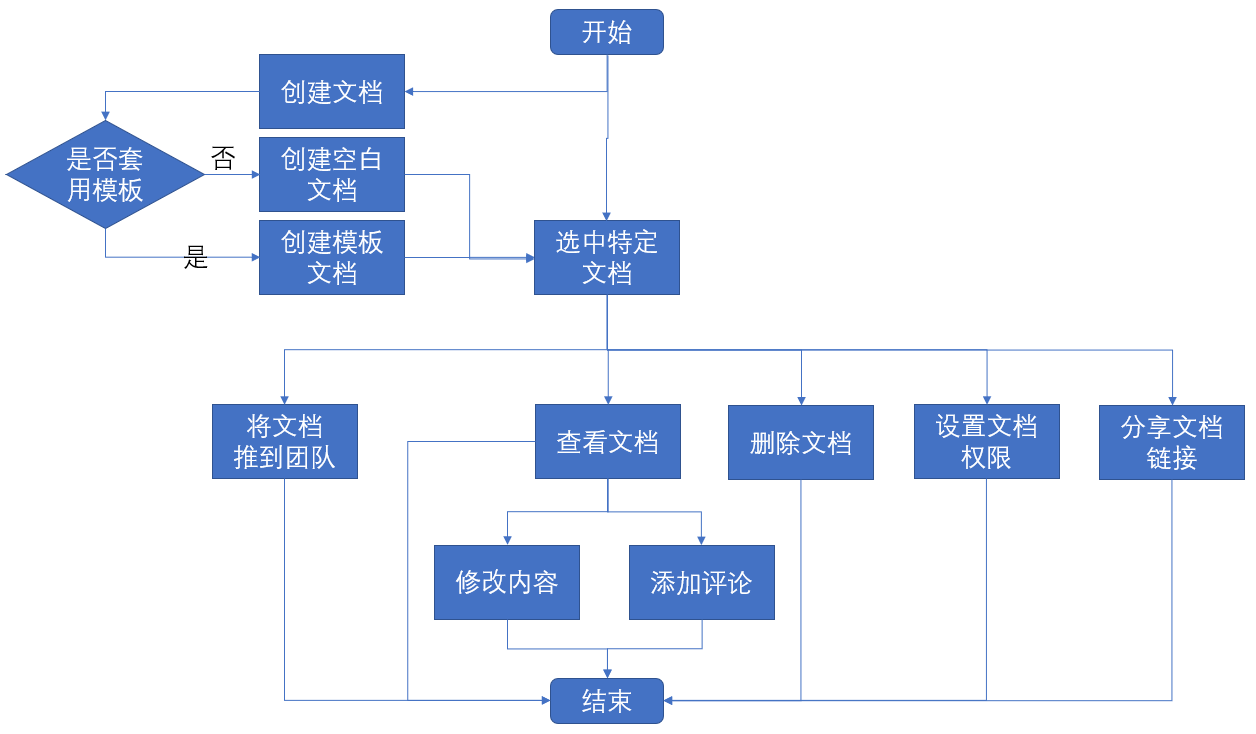 开始
创建文档
是否套
用模板
否
创建空白
文档
是
创建模板
文档
选中特定
文档
将文档
推到团队
查看文档
删除文档
设置文档
权限
分享文档
链接
修改内容
添加评论
结束